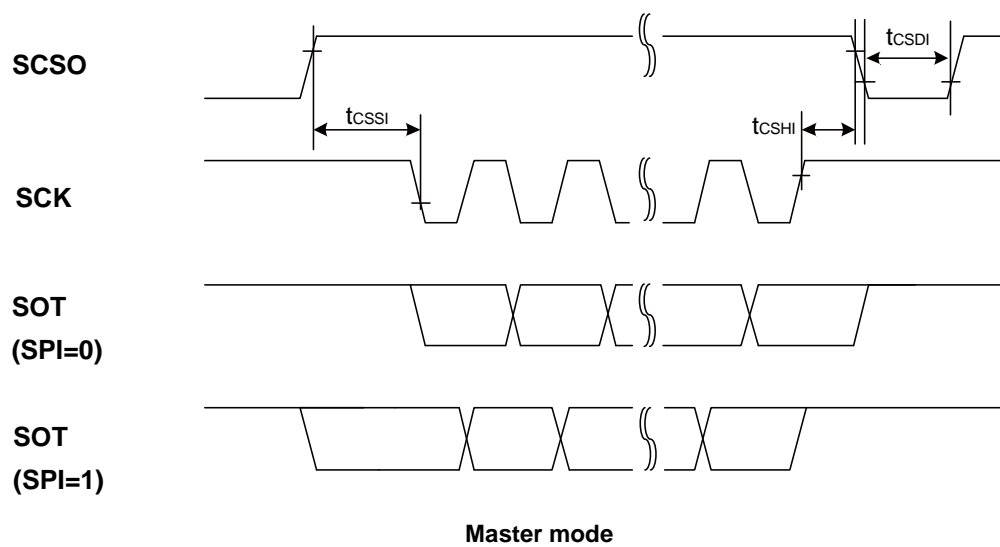 SCSO
tCSDI
tCSSI
tCSHI
SCK
SOT
(SPI=0)
SOT
(SPI=1)
Master mode